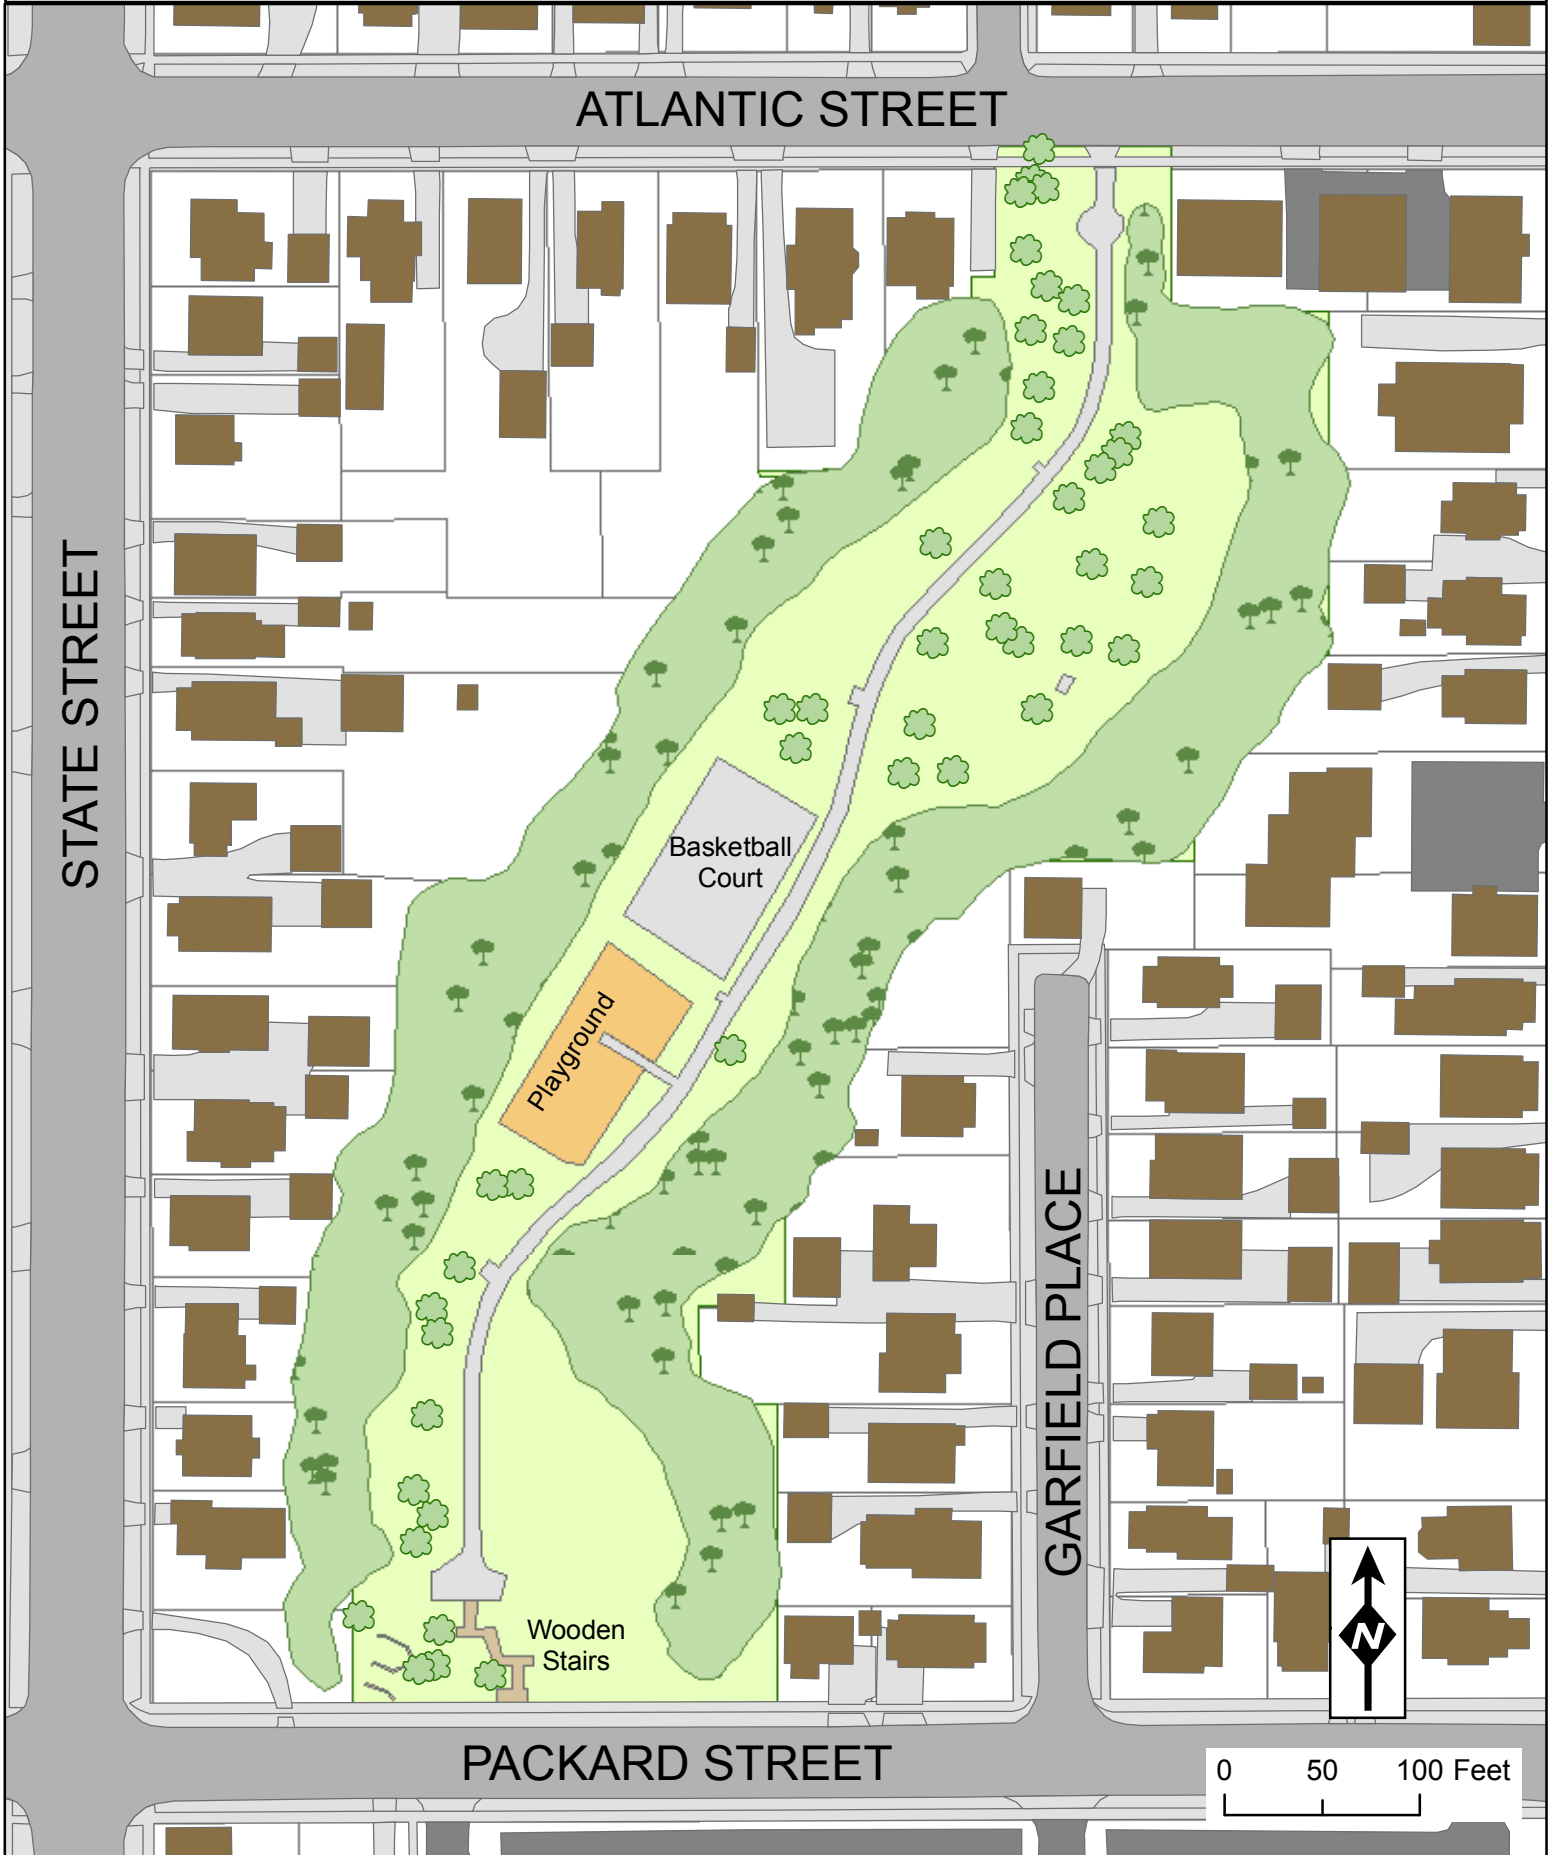 ATLANTIC STREET
STATE STREET
Basketball
Court
Playground
GARFIELD PLACE
Wooden
Stairs
N
PACKARD STREET
0 50 100 Feet